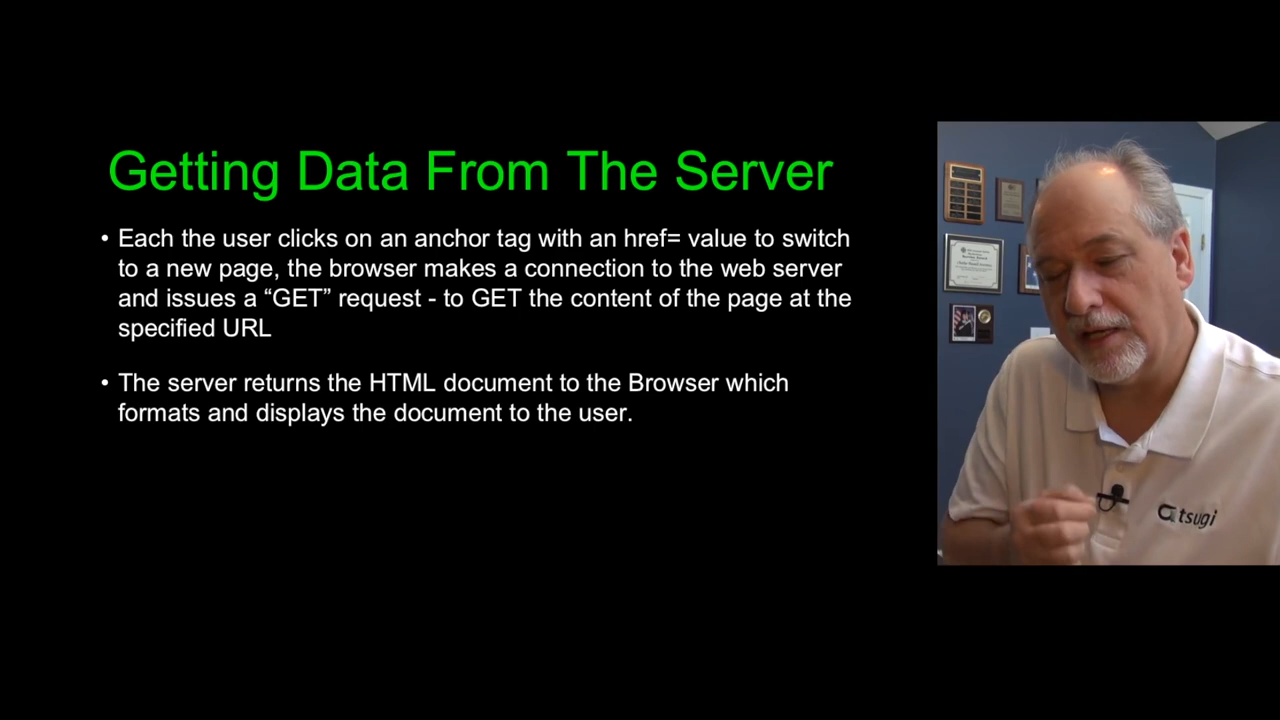 Getting Data From The Server
• Each the user clicks on an anchor tag with an href= value to switch
to a new page, the browser makes a connection to the web server
and issues a “GET” request - to GET the content of the page at the
specified URL
• The server returns the HTML document to the Browser which
formats and displays the document to the user.
tsugi